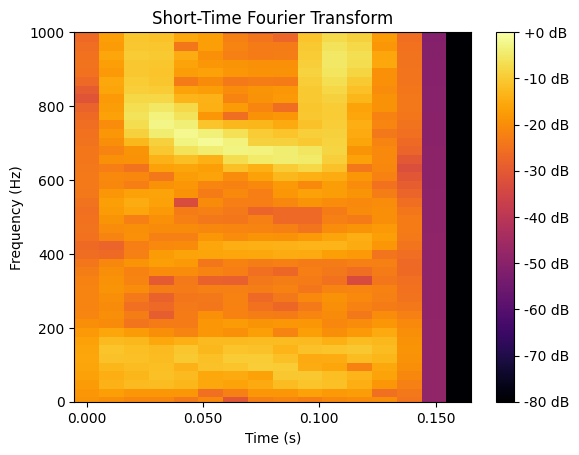 Short-Time Fourier Transform
1000
800
600
400
200
0
Frequency (Hz)
0.000
0.050
0.100
0.150
Time (s)
+0 dB
-10 dB
-20 dB
-30 dB
-40 dB
-50 dB
-60 dB
-70 dB
-80 dB